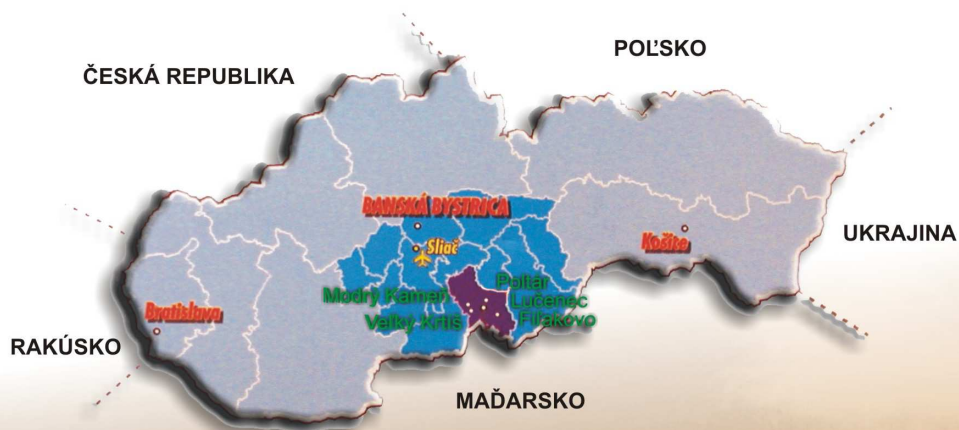 POĽSKO
ČESKÁ REPUBLIKA
BANSKÁ BYSTRICA
Sliač
Košice
UKRAJINA
Poltár
Modrý Kameň
Lučenec
Veľký Krtíš
Fiľakovo
Bratislava
RAKÚSKO
MAĎARSKO